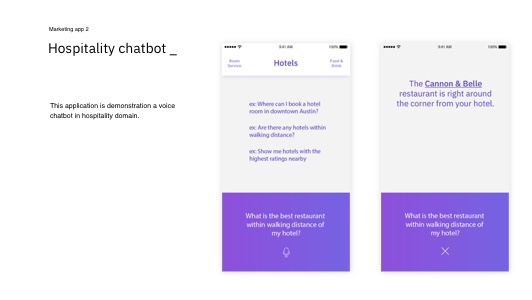 Marketing app 2
Hospitality chatbot _
This application is demonstration a voice
chatbot in hospitality domain.
9:41 AM
100%
Room
Service
Hotels
Food &
Drink
ex: Where can I book a hotel
room in downtown Austin?
ex: Are there any hotels within
walking distance?
ex: Show me hotels with the
highest ratings nearby
What is the best restaurant
within walking distance of
my hotel?
9:41 AM
100%
The Cannon & Belle
restaurant is right around
the corner from your hotel.
What is the best restaurant
within walking distance of
my hotel?